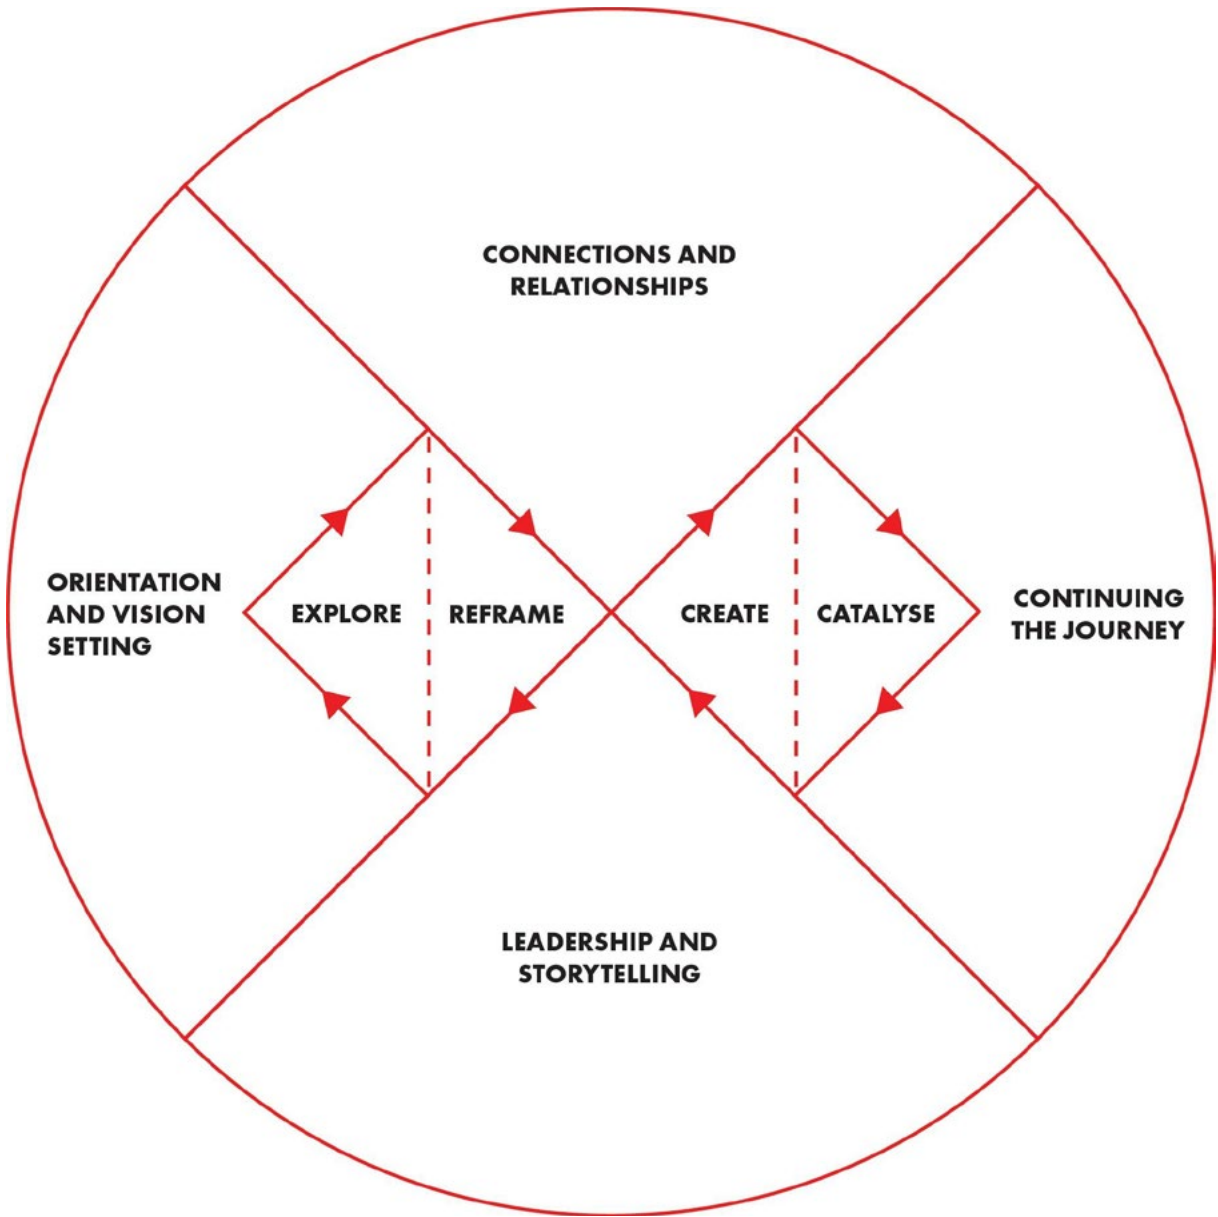 CONNECTIONS AND
RELATIONSHIPS
ORIENTATION
AND VISION
SETTING
EXPLORE
REFRAME
CREATE
CATALYSE
CONTINUING
THE JOURNEY
LEADERSHIP AND
STORYTELLING